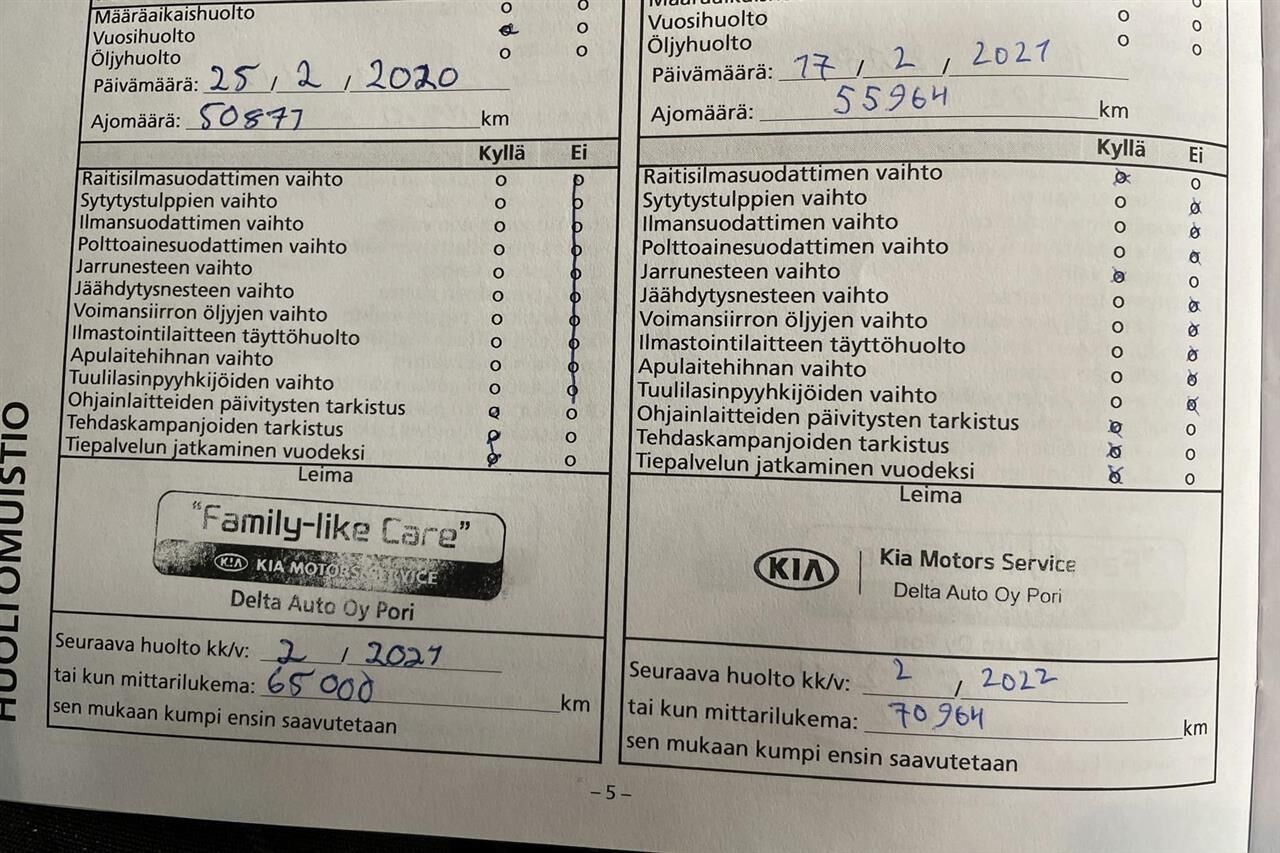 Määräaikaishuolto o o
Vuosihuolto o o
Öljyhuolto o o
Päivämäärä: 25 / 2 / 2020
Ajomäärä: 50877 km
Kyllä Ei
Raitisilmasuodattimen vaihto o o
Sytytystulppien vaihto o o
Ilmansuodattimen vaihto o o
Polttoainesuodattimen vaihto o o
Jarrunesteen vaihto o o
Jäähdytysnesteen vaihto o o
Voimansiirron öljyjen vaihto o o
Ilmastointilaitteen täyttöhuolto o o
Apulaitehihnan vaihto o o
Tuulilasinpyyhkijöiden vaihto o o
Ohjainlaitteiden päivitysten tarkistus o o
Tehdaskampanjoiden tarkistus o o
Tiepalvelun jatkaminen vuodeksi o o
Leima
"Family-like Care"
KIA KIA MOTORS SERVICE
Delta Auto Oy Pori
Seuraava huolto kk/v: 2 / 2021
tai kun mittarilukema: 65 000 km
sen mukaan kumpi ensin saavutetaan
Vuosihuolto o o
Öljyhuolto o o
Päivämäärä: 17 / 2 / 2021
Ajomäärä: 55964 km
Kyllä Ei
Raitisilmasuodattimen vaihto o o
Sytytystulppien vaihto o o
Ilmansuodattimen vaihto o o
Polttoainesuodattimen vaihto o o
Jarrunesteen vaihto o o
Jäähdytysnesteen vaihto o o
Voimansiirron öljyjen vaihto o o
Ilmastointilaitteen täyttöhuolto o o
Apulaitehihnan vaihto o o
Tuulilasinpyyhkijöiden vaihto o o
Ohjainlaitteiden päivitysten tarkistus o o
Tehdaskampanjoiden tarkistus o o
Tiepalvelun jatkaminen vuodeksi o o
Leima
KIA Kia Motors Service
Delta Auto Oy Pori
Seuraava huolto kk/v: 2 / 2022
tai kun mittarilukema: 70964 km
sen mukaan kumpi ensin saavutetaan
HUOLTOMUISTIO
– 5 –